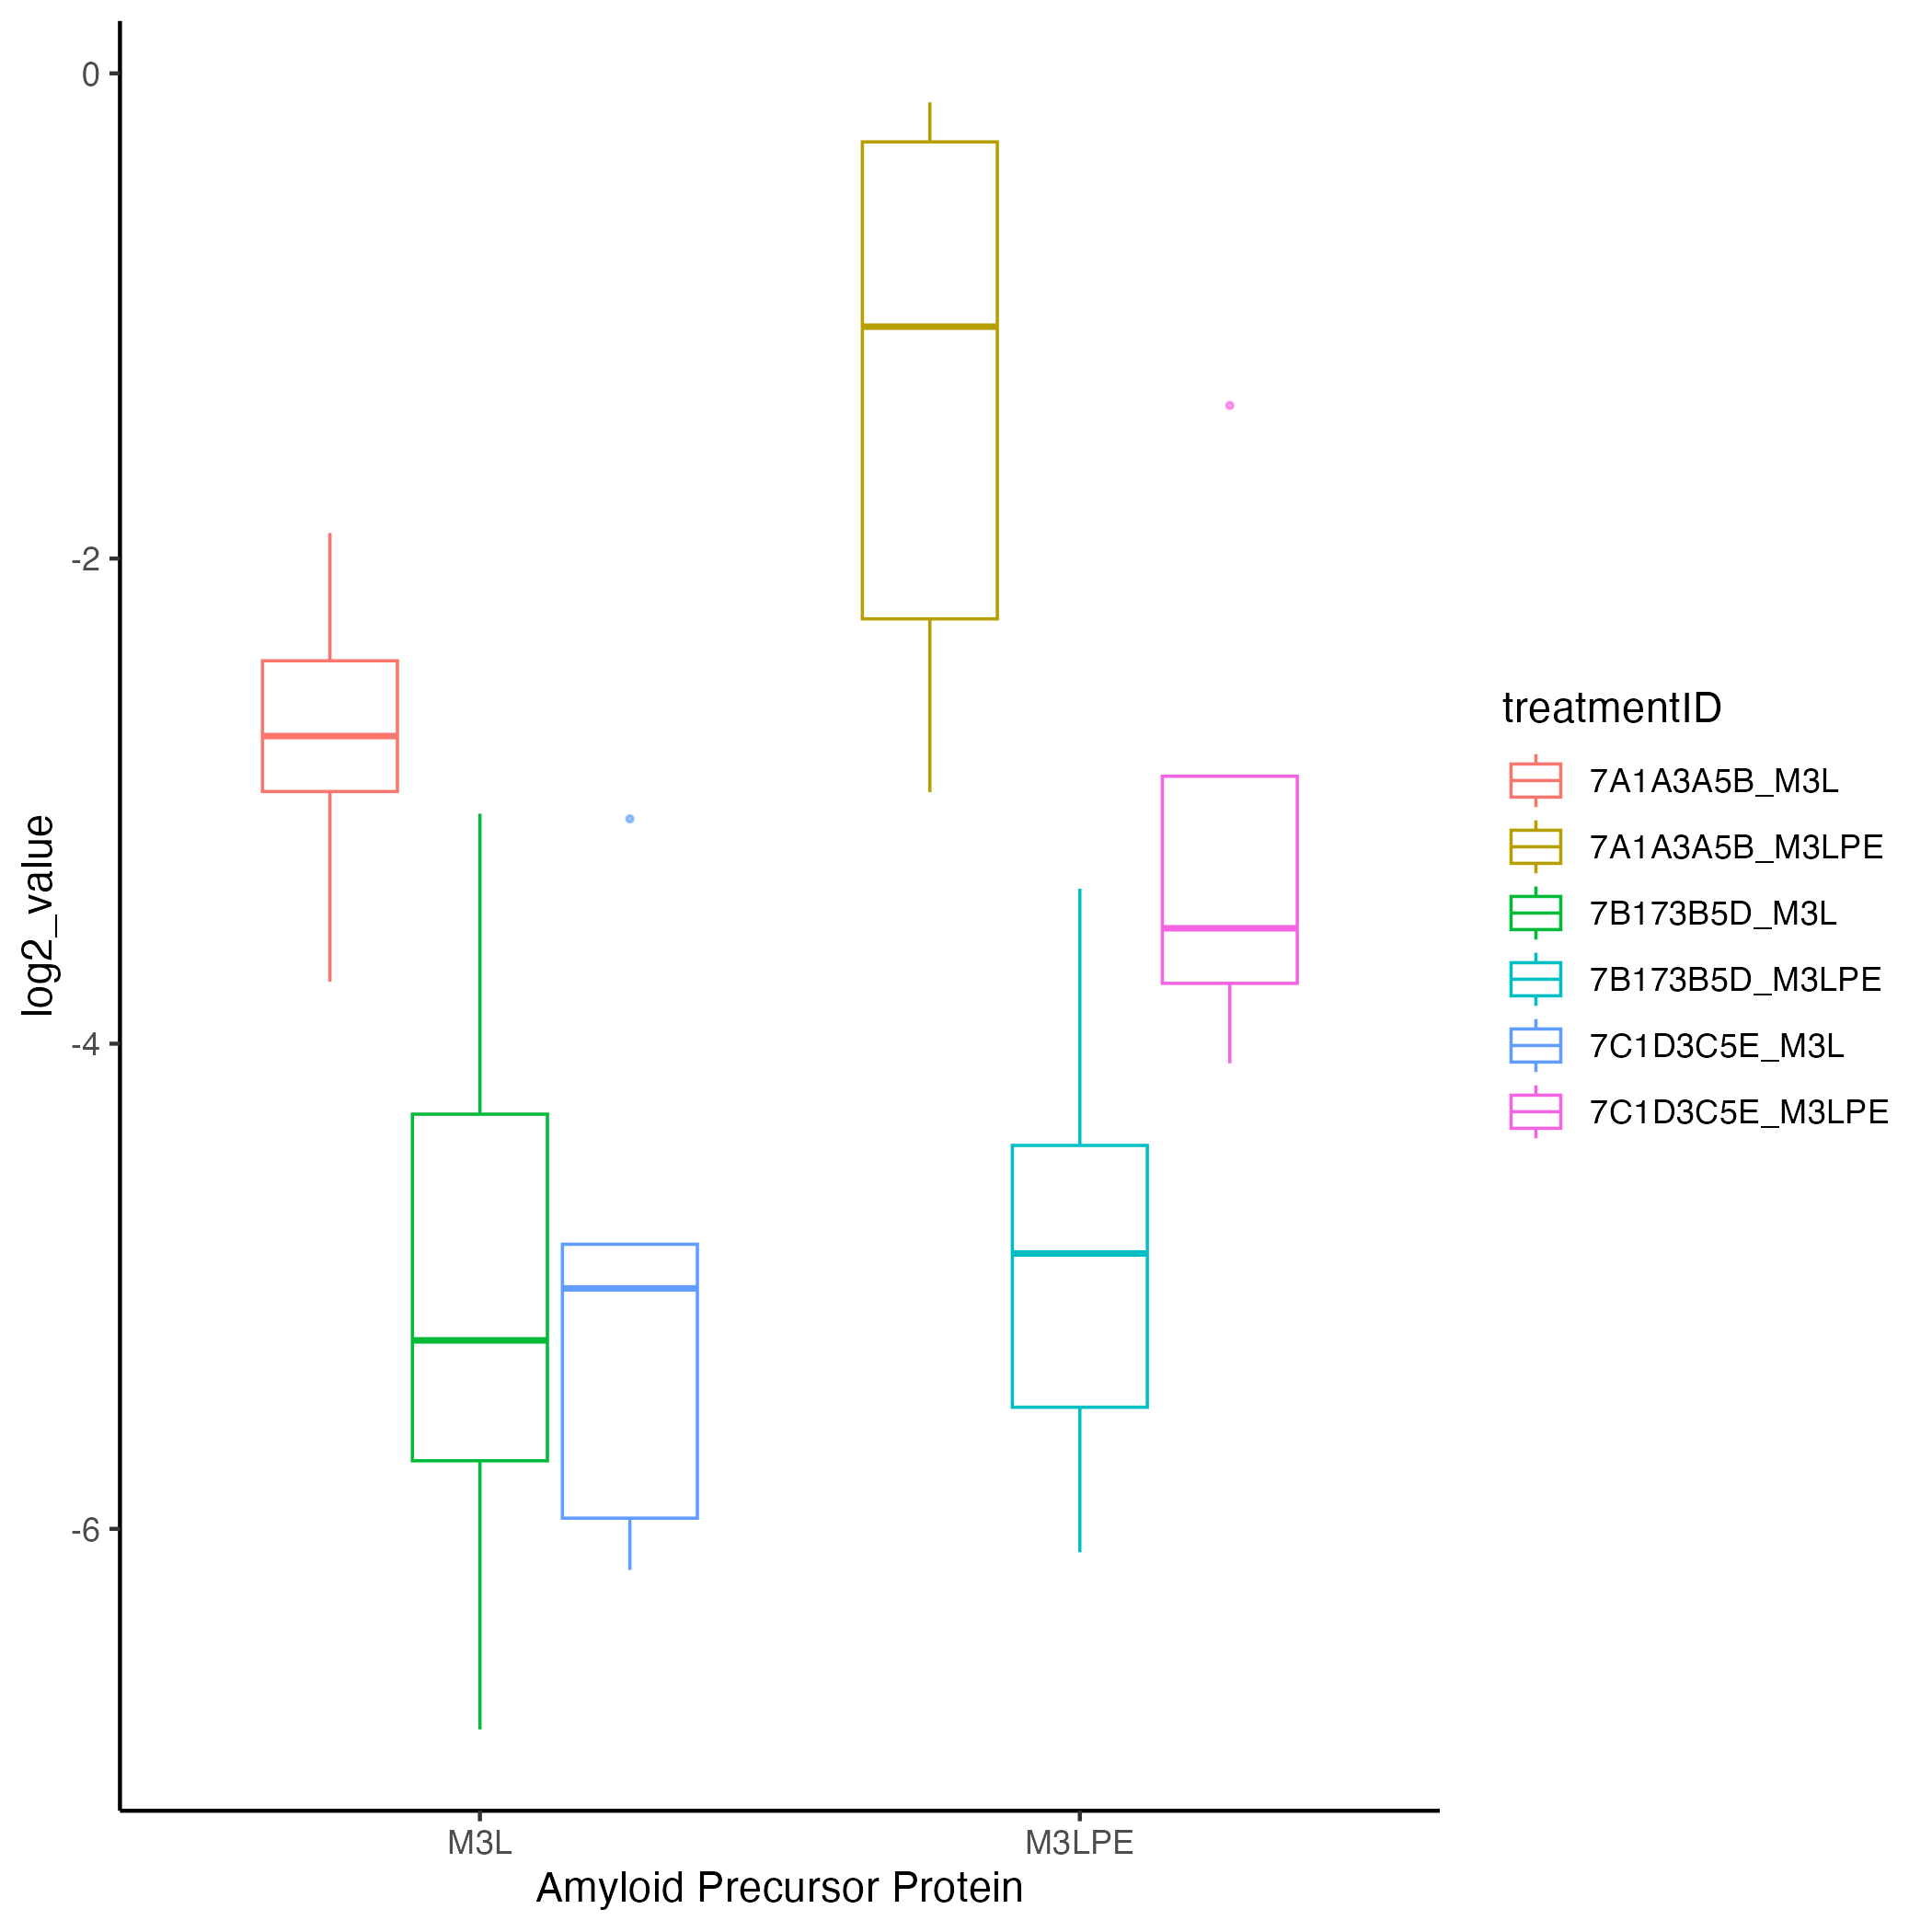 0
-2
-4
-6
log2_value
M3L
M3LPE
Amyloid Precursor Protein
treatmentID
7A1A3A5B_M3L
7A1A3A5B_M3LPE
7B173B5D_M3L
7B173B5D_M3LPE
7C1D3C5E_M3L
7C1D3C5E_M3LPE